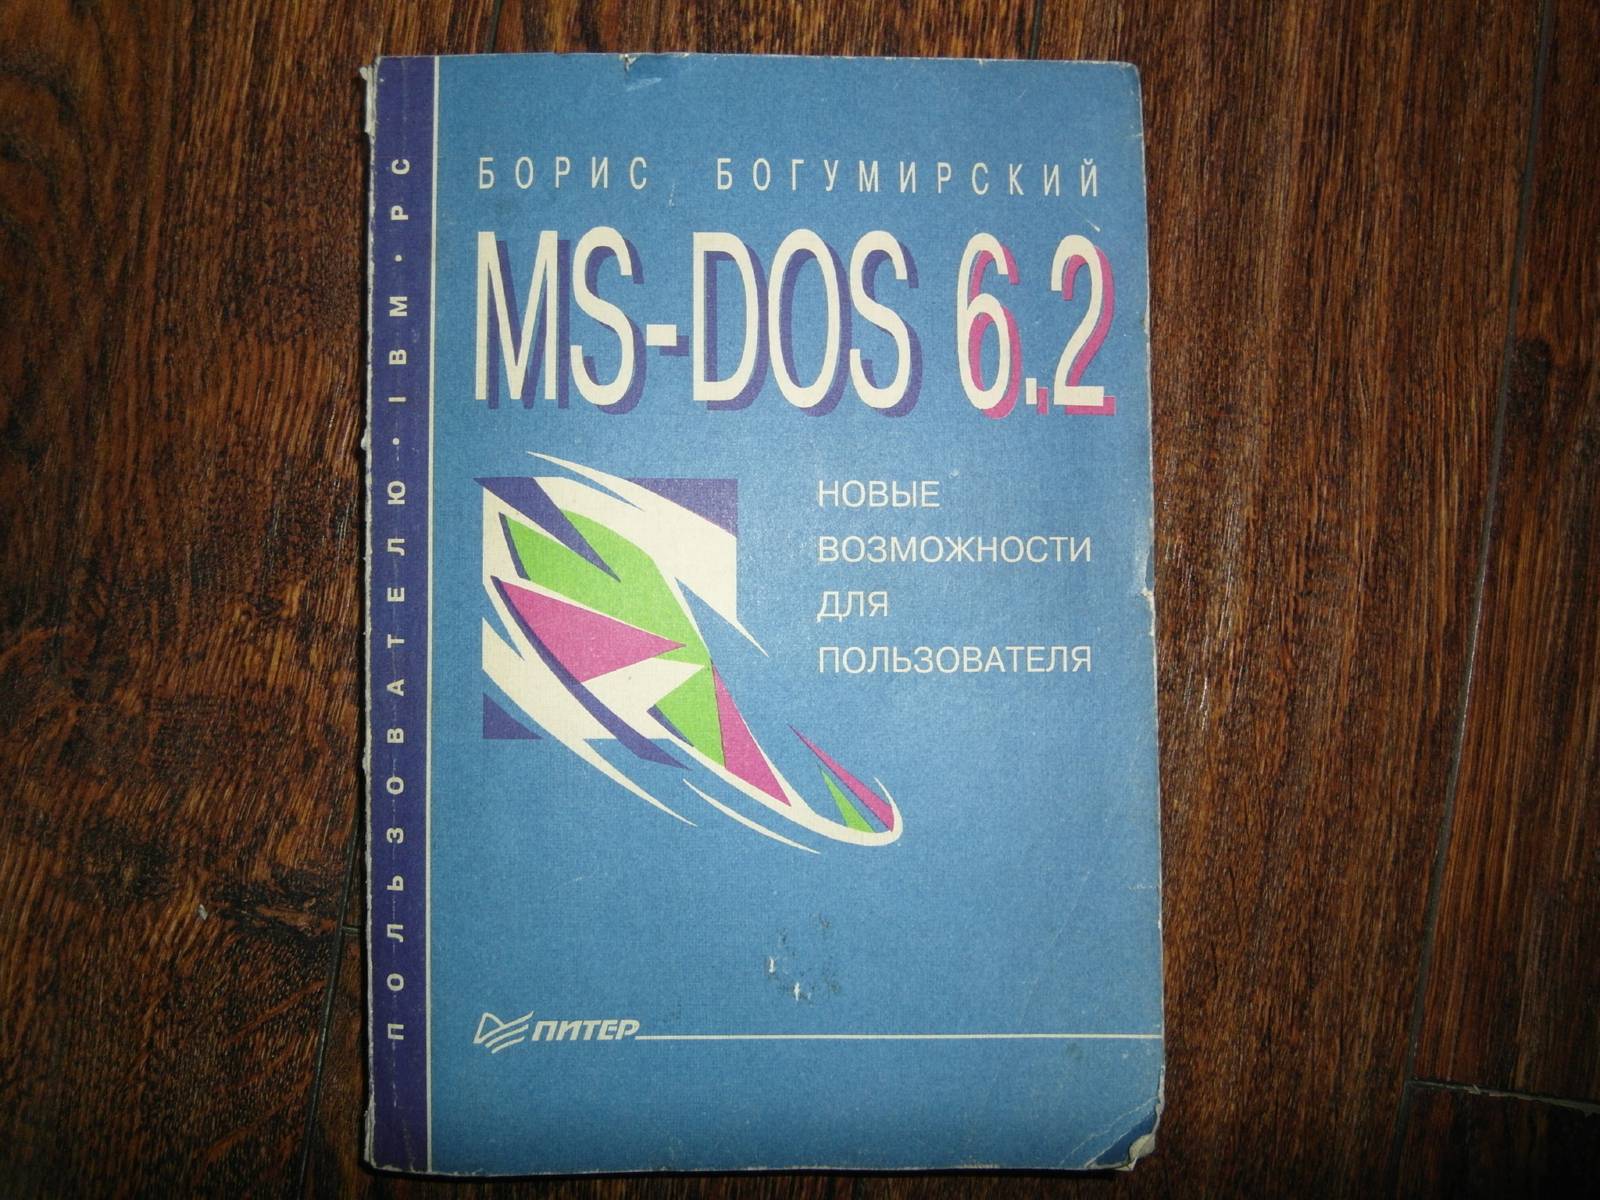 БОРИС БОГУМИРСКИЙ
MS-DOS 6.2
НОВЫЕ
ВОЗМОЖНОСТИ
ДЛЯ
ПОЛЬЗОВАТЕЛЯ
ПИТЕР
ПОЛЬЗОВАТЕЛЮ · IBM · PC